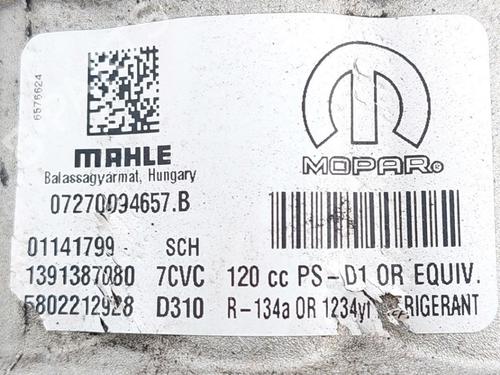 6576624
MAHLE
Balassagyarmat, Hungary
07270094657.B
MOPAR®
01141799 - SCH
1391387080 7CVC
5802212928 D310
120 cc PS-D1 OR EQUIV.
R-134a OR 1234yf